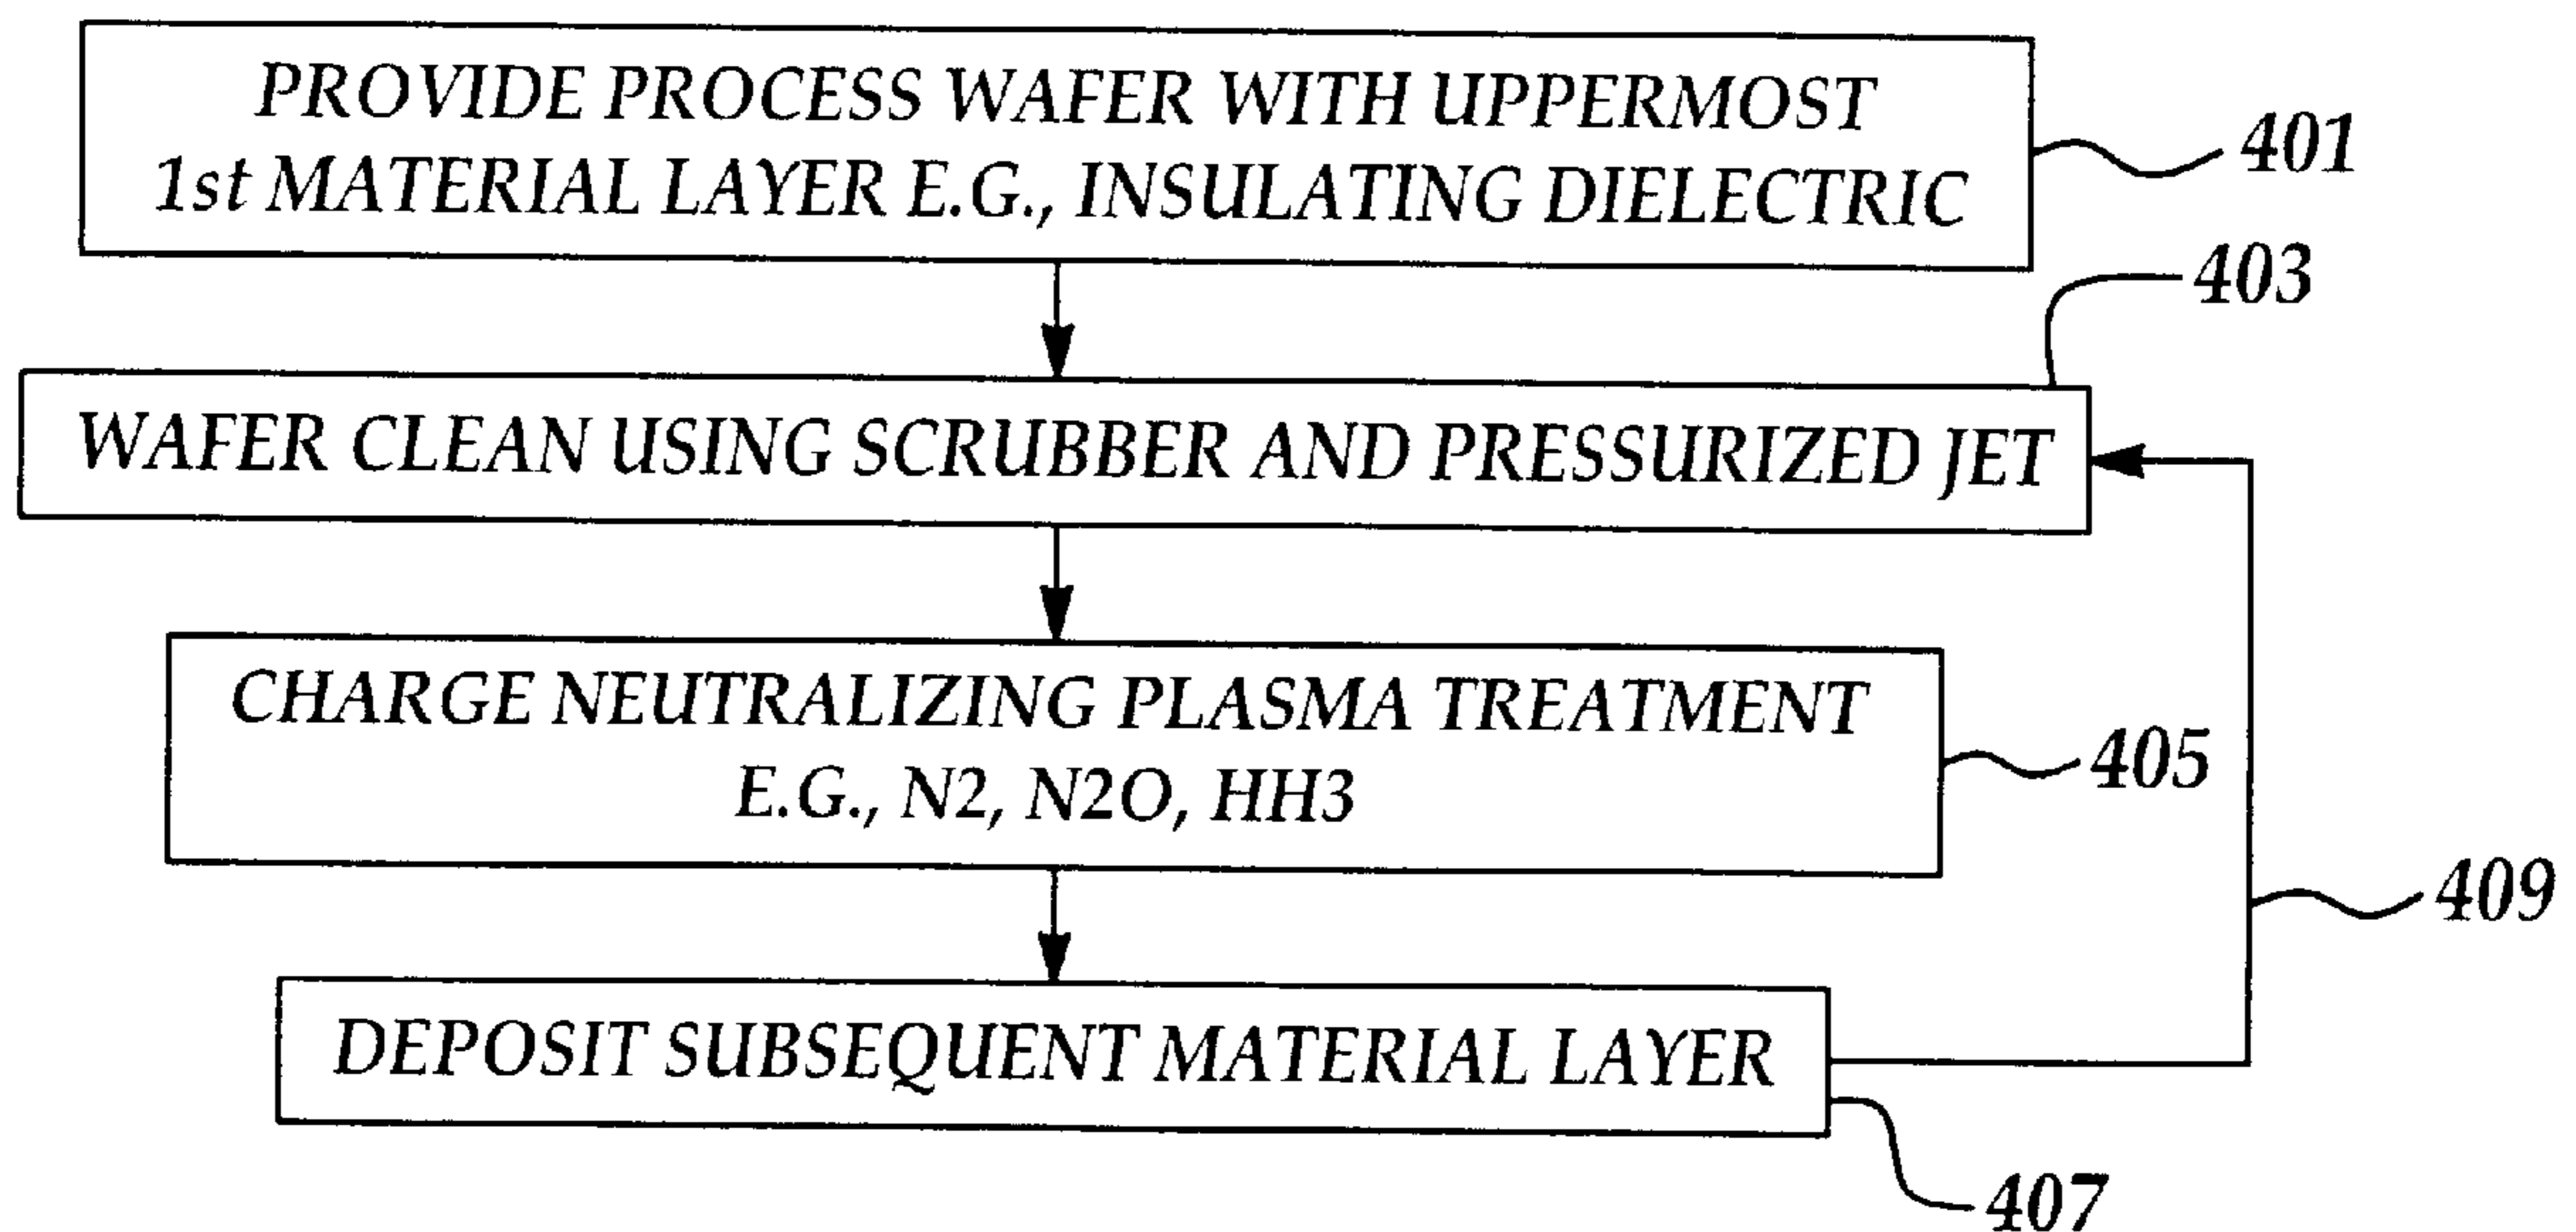 PROVIDE PROCESS WAFER WITH UPPERMOST
1st MATERIAL LAYER E.G., INSULATING DIELECTRIC
401
403
WAFER CLEAN USING SCRUBBER AND PRESSURIZED JET
CHARGE NEUTRALIZING PLASMA TREATMENT
E.G., N2, N2O, HH3
405
409
DEPOSIT SUBSEQUENT MATERIAL LAYER
407